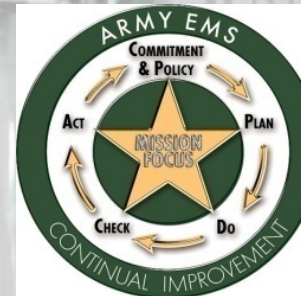 ARMY EMS
COMMITMENT
& POLICY
ACT
PLAN
MISSION
FOCUS
CHECK
DO
CONTINUAL IMPROVEMENT